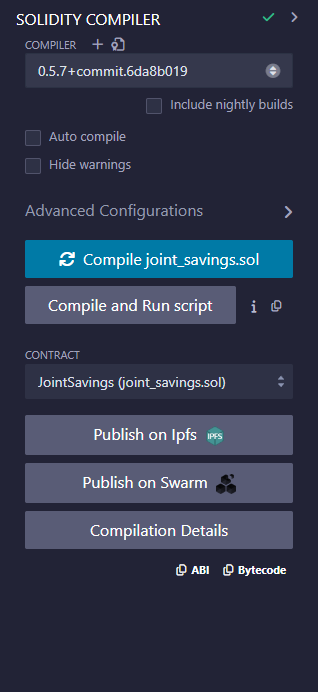 SOLIDITY COMPILER
COMPILER
0.5.7+commit.6da8b019
Include nightly builds
Auto compile
Hide warnings
Advanced Configurations
Compile joint_savings.sol
Compile and Run script
CONTRACT
JointSavings (joint_savings.sol)
Publish on Ipfs IPFS
Publish on Swarm
Compilation Details
ABI Bytecode